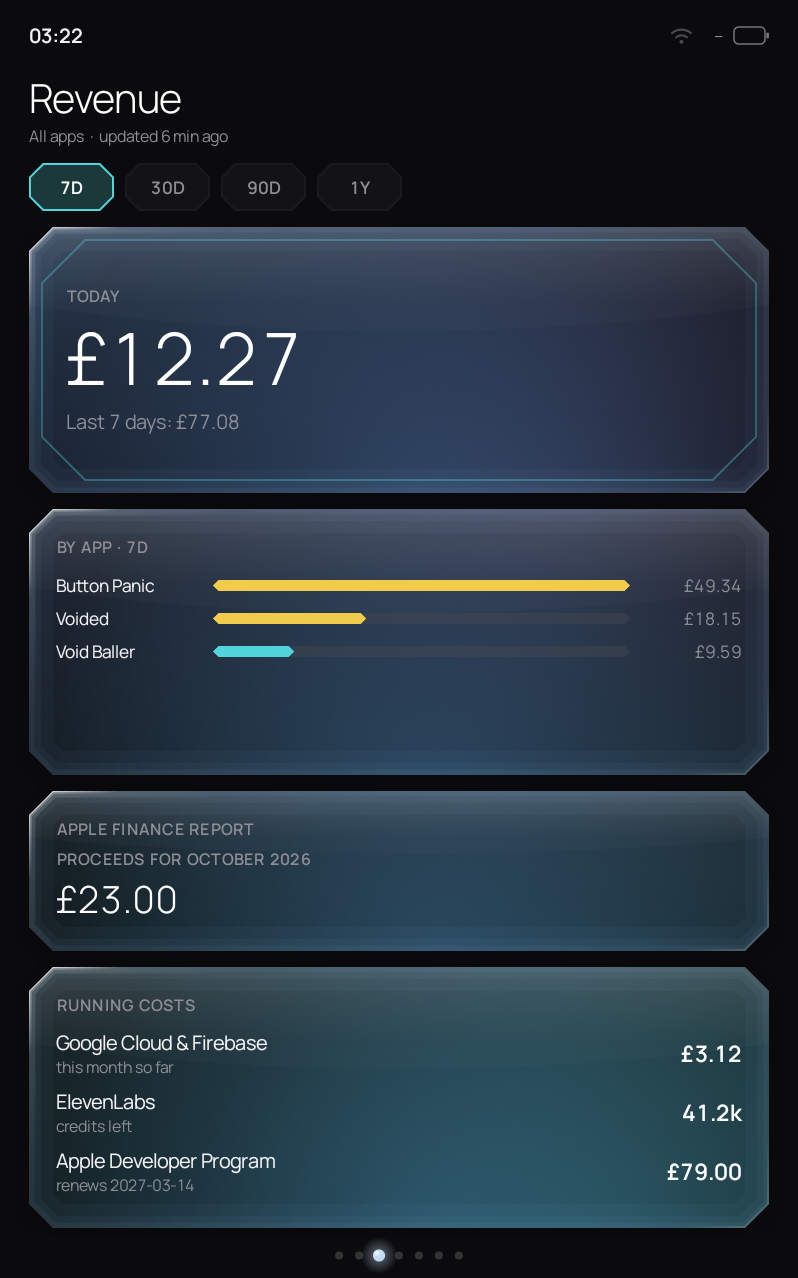 03:22
–
Revenue
All apps · updated 6 min ago
7D 30D 90D 1Y
TODAY
£12.27
Last 7 days: £77.08
BY APP · 7D
Button Panic £49.34
Voided £18.15
Void Baller £9.59
APPLE FINANCE REPORT
PROCEEDS FOR OCTOBER 2026
£23.00
RUNNING COSTS
Google Cloud & Firebase £3.12
this month so far
ElevenLabs 41.2k
credits left
Apple Developer Program £79.00
renews 2027-03-14